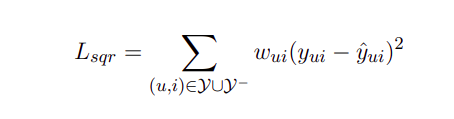 $L_{sqr} = \sum_{(u,i) \in \mathcal{Y} \cup \mathcal{Y}^-} w_{ui}(y_{ui} - \hat{y}_{ui})^2$